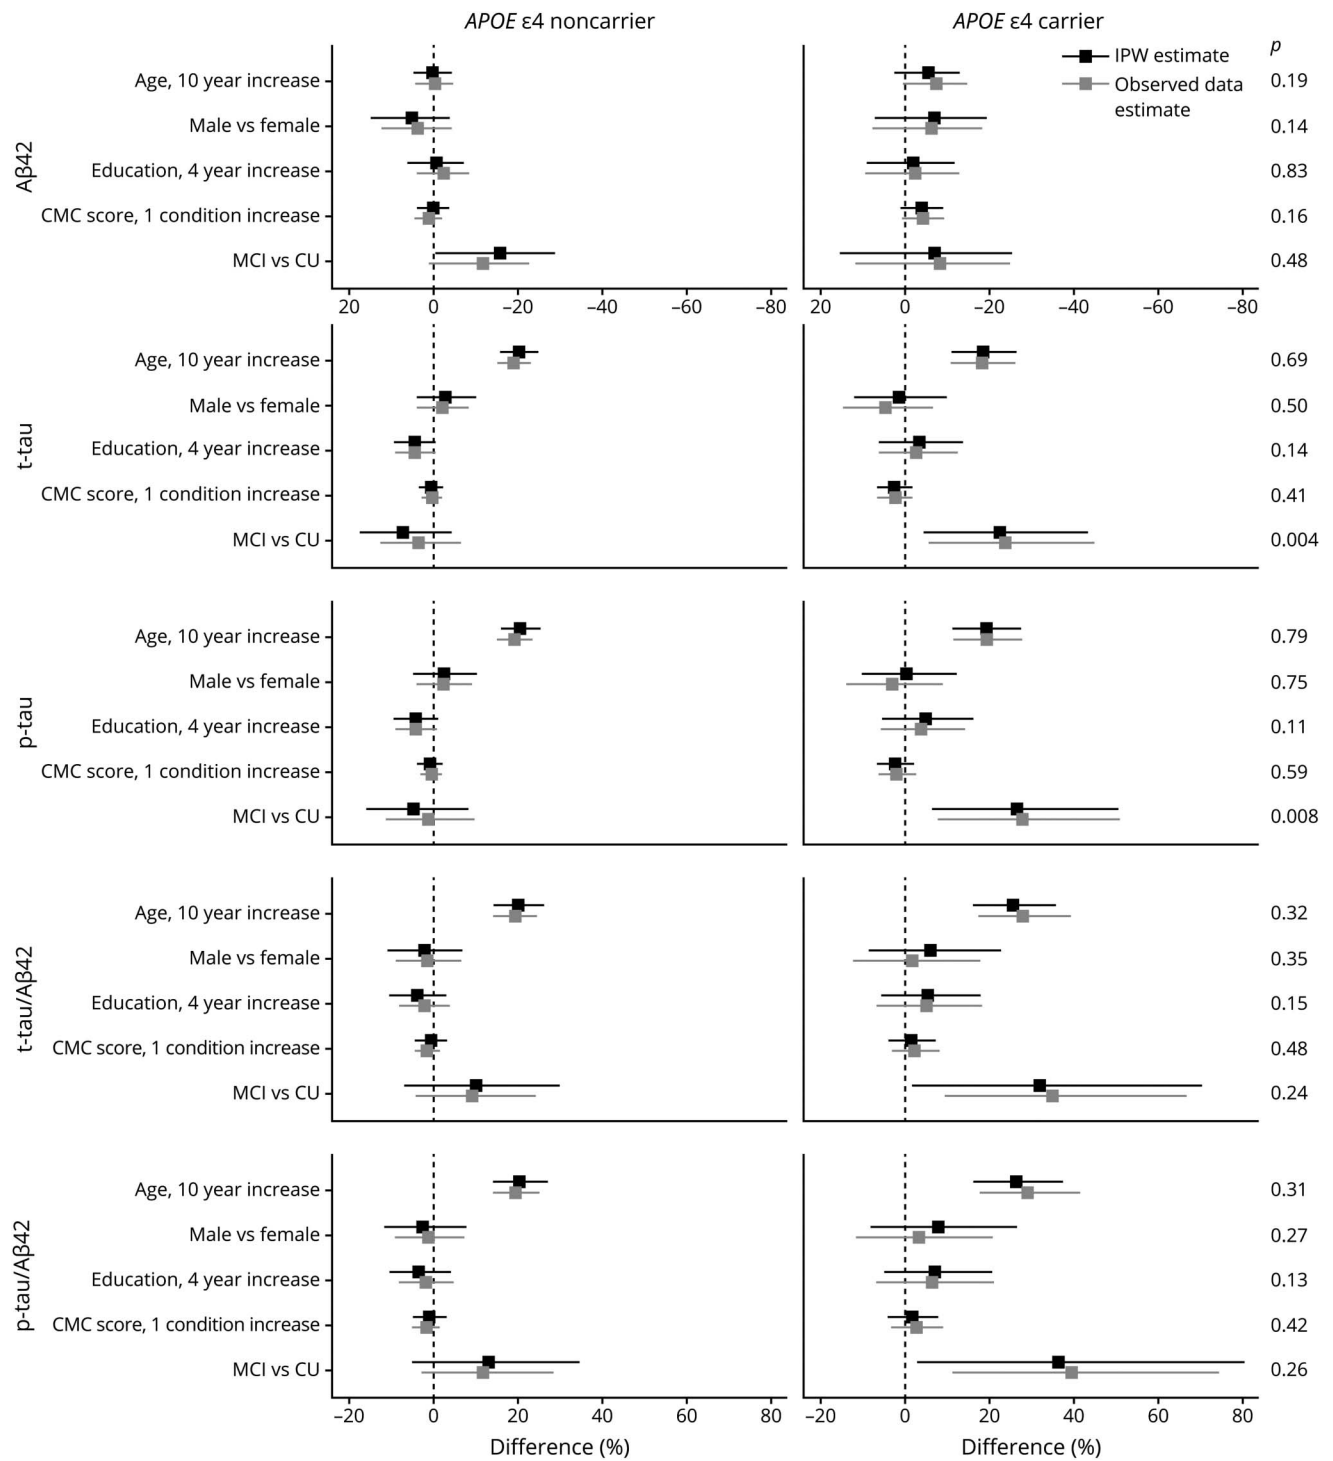 APOE ε4 noncarrier
APOE ε4 carrier
p
IPW estimate
Observed data
estimate
Aβ42
Age, 10 year increase
0.19
Male vs female
0.14
Education, 4 year increase
0.83
CMC score, 1 condition increase
0.16
MCI vs CU
0.48
20 0 –20 –40 –60 –80
20 0 –20 –40 –60 –80
t-tau
Age, 10 year increase
0.69
Male vs female
0.50
Education, 4 year increase
0.14
CMC score, 1 condition increase
0.41
MCI vs CU
0.004
p-tau
Age, 10 year increase
0.79
Male vs female
0.75
Education, 4 year increase
0.11
CMC score, 1 condition increase
0.59
MCI vs CU
0.008
t-tau/Aβ42
Age, 10 year increase
0.32
Male vs female
0.35
Education, 4 year increase
0.15
CMC score, 1 condition increase
0.48
MCI vs CU
0.24
p-tau/Aβ42
Age, 10 year increase
0.31
Male vs female
0.27
Education, 4 year increase
0.13
CMC score, 1 condition increase
0.42
MCI vs CU
0.26
–20 0 20 40 60 80
–20 0 20 40 60 80
Difference (%)
Difference (%)